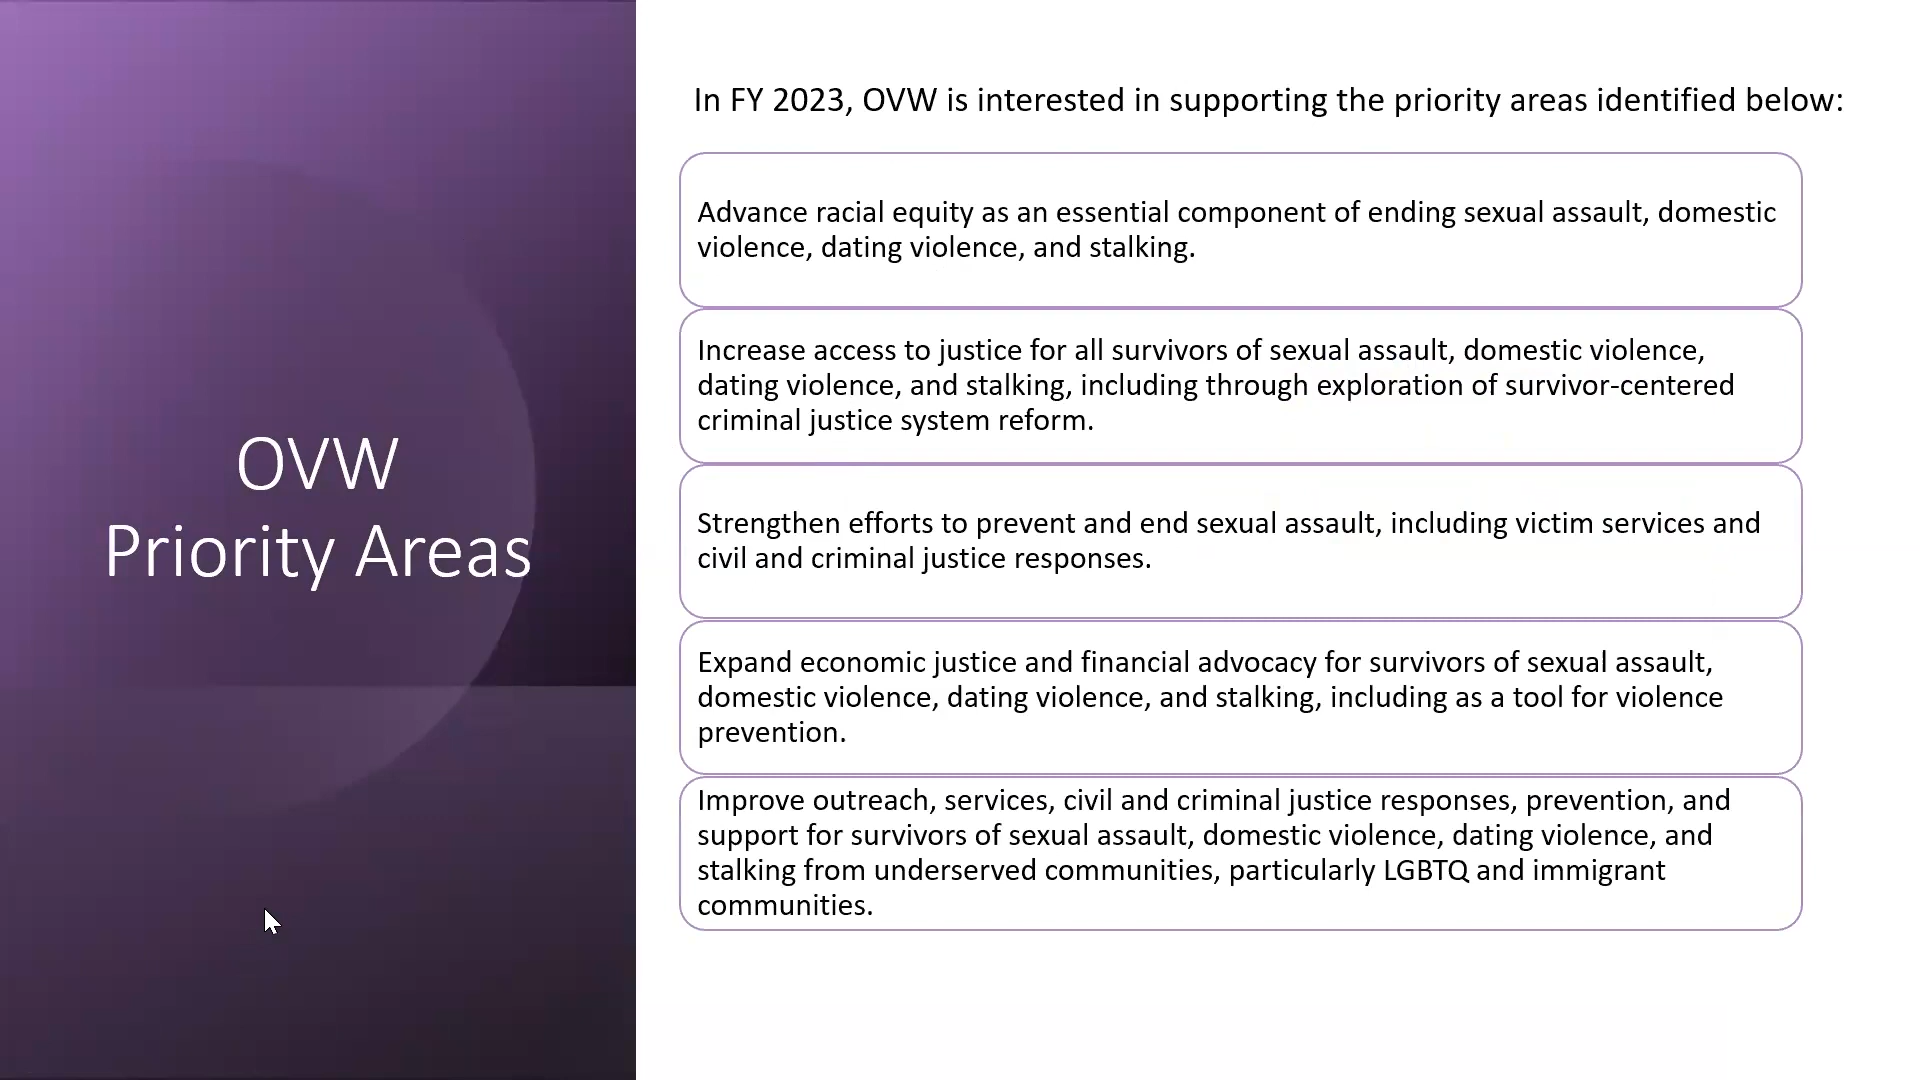 OVW
Priority Areas
In FY 2023, OVW is interested in supporting the priority areas identified below:
Advance racial equity as an essential component of ending sexual assault, domestic
violence, dating violence, and stalking.
Increase access to justice for all survivors of sexual assault, domestic violence,
dating violence, and stalking, including through exploration of survivor-centered
criminal justice system reform.
Strengthen efforts to prevent and end sexual assault, including victim services and
civil and criminal justice responses.
Expand economic justice and financial advocacy for survivors of sexual assault,
domestic violence, dating violence, and stalking, including as a tool for violence
prevention.
Improve outreach, services, civil and criminal justice responses, prevention, and
support for survivors of sexual assault, domestic violence, dating violence, and
stalking from underserved communities, particularly LGBTQ and immigrant
communities.